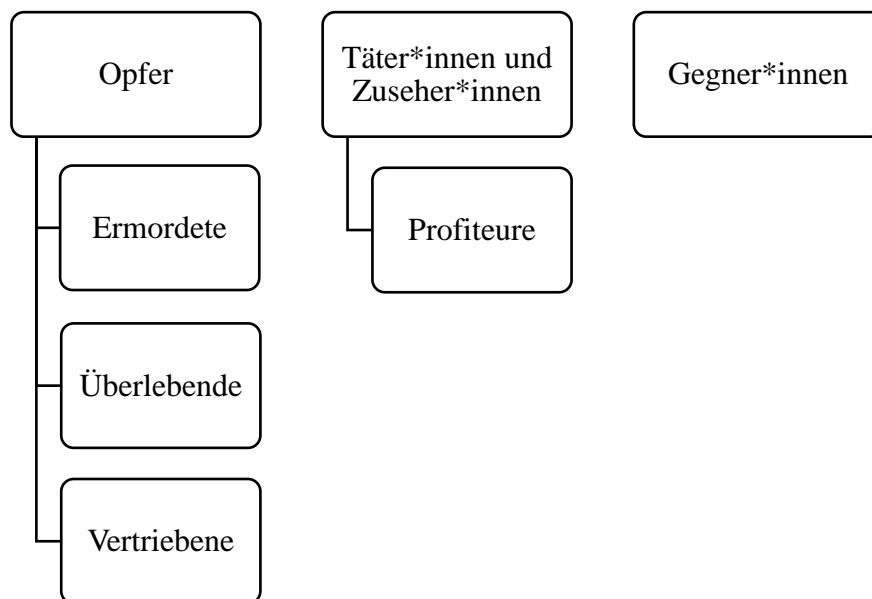 Opfer
Täter*innen und
Zuseher*innen
Gegner*innen
Ermordete
Profiteure
Überlebende
Vertriebene